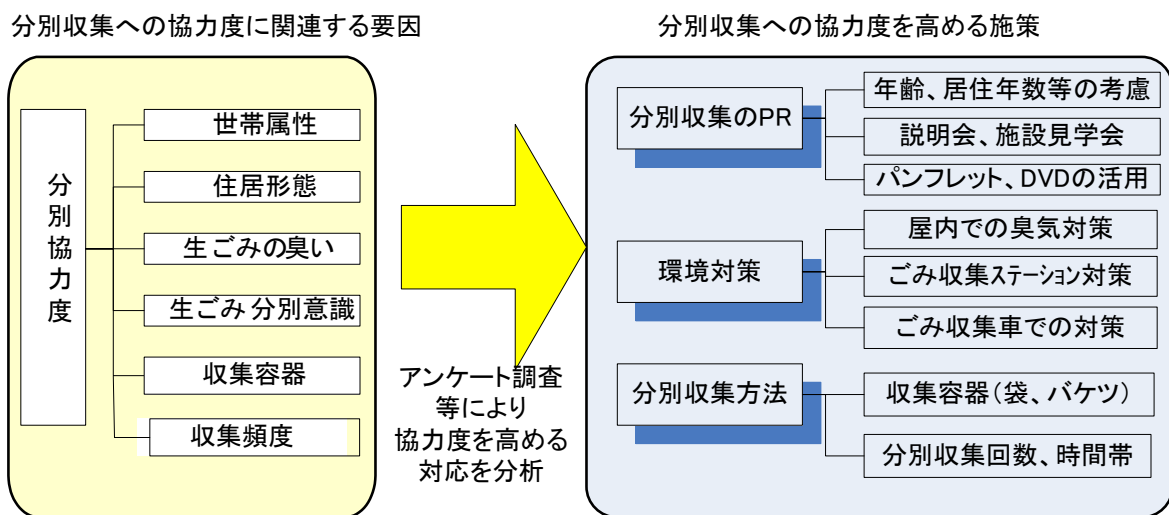 分別収集への協力度に関連する要因
分別収集への協力度を高める施策
分別協力度
世帯属性
住居形態
生ごみの臭い
生ごみ分別意識
収集容器
収集頻度
アンケート調査
等により
協力度を高める
対応を分析
分別収集のPR
年齢、居住年数等の考慮
説明会、施設見学会
パンフレット、DVDの活用
環境対策
屋内での臭気対策
ごみ収集ステーション対策
ごみ収集車での対策
分別収集方法
収集容器(袋、バケツ)
分別収集回数、時間帯